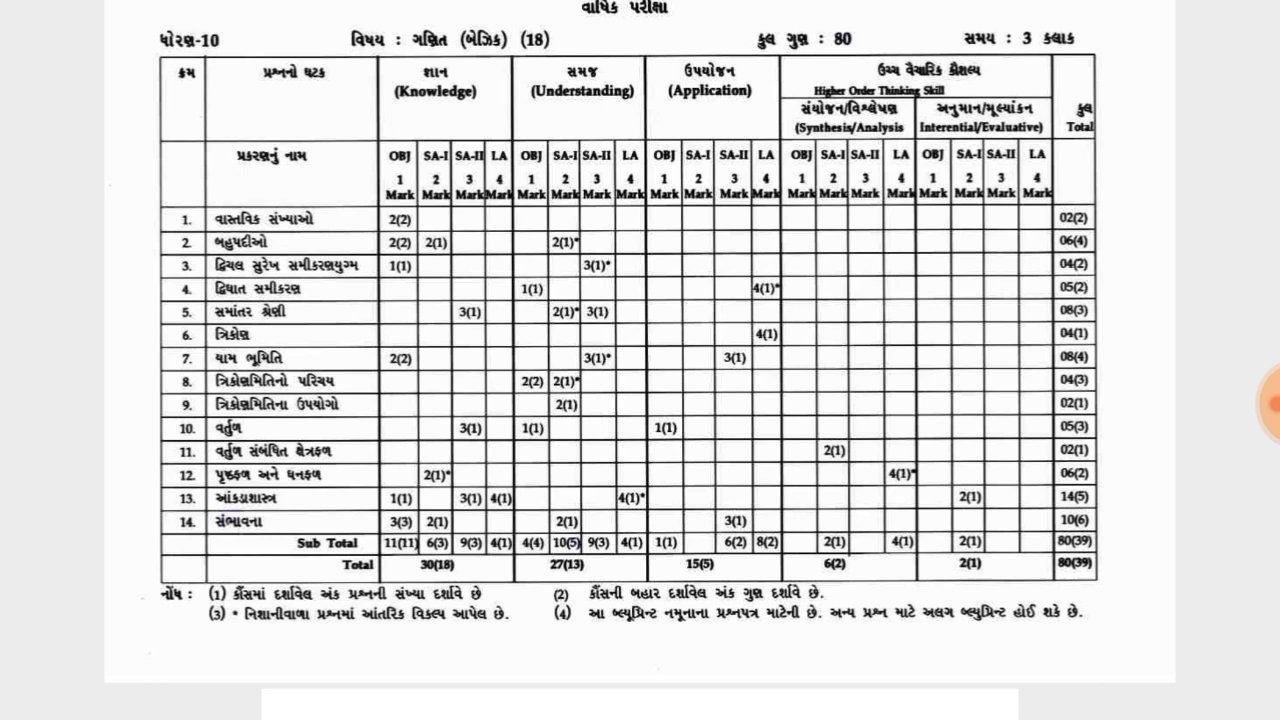 વાર્ષિક પરીક્ષા
ધોરણ-10 વિષય : ગણિત (બેઝિક) (18) કુલ ગુણ : 80 સમય : 3 કલાક
ક્રમ પ્રશ્નનો ઘટક જ્ઞાન સમજ ઉપયોજન ઉચ્ચ વૈચારિક કૌશલ્ય
(Knowledge) (Understanding) (Application) Higher Order Thinking Skill
સંયોજન/વિશ્લેષણ અનુમાન/મૂલ્યાંકન કુલ
(Synthesis/Analysis Interential/Evaluative) Total
પ્રકરણનું નામ OBJ SA-I SA-II LA OBJ SA-I SA-II LA OBJ SA-I SA-II LA OBJ SA-I SA-II LA OBJ SA-I SA-II LA
1 2 3 4 1 2 3 4 1 2 3 4 1 2 3 4 1 2 3 4
Mark Mark Mark Mark Mark Mark Mark Mark Mark Mark Mark Mark Mark Mark Mark Mark Mark Mark Mark Mark
1. વાસ્તવિક સંખ્યાઓ 2(2) 02(2)
2. બહુપદીઓ 2(2) 2(1) 2(1)* 06(4)
3. દ્વિચલ સુરેખ સમીકરણયુગ્મ 1(1) 3(1)* 04(2)
4. દ્વિઘાત સમીકરણ 1(1) 4(1)* 05(2)
5. સમાંતર શ્રેણી 3(1) 2(1)* 3(1) 08(3)
6. ત્રિકોણ 4(1) 04(1)
7. યામ ભૂમિતિ 2(2) 3(1)* 3(1) 08(4)
8. ત્રિકોણમિતિનો પરિચય 2(2) 2(1)* 04(3)
9. ત્રિકોણમિતિના ઉપયોગો 2(1) 02(1)
10. વર્તુળ 3(1) 1(1) 1(1) 05(3)
11. વર્તુળ સંબંધિત ક્ષેત્રફળ 2(1) 02(1)
12. પૃષ્ઠફળ અને ઘનફળ 2(1)* 4(1)* 06(2)
13. આંકડાશાસ્ત્ર 1(1) 3(1) 4(1) 4(1)* 2(1) 14(5)
14. સંભાવના 3(3) 2(1) 2(1) 3(1) 10(6)
Sub Total 11(11) 6(3) 9(3) 4(1) 4(4) 10(5) 9(3) 4(1) 1(1) 6(2) 8(2) 2(1) 4(1) 2(1) 80(39)
Total 30(18) 27(13) 15(5) 6(2) 2(1) 80(39)
નોંધ : (1) કૌંસમાં દર્શાવેલ અંક પ્રશ્નની સંખ્યા દર્શાવે છે (2) કૌંસની બહાર દર્શાવેલ અંક ગુણ દર્શાવે છે.
(3) * નિશાનીવાળા પ્રશ્નમાં આંતરિક વિકલ્પ આપેલ છે. (4) આ બ્લ્યુપ્રિન્ટ નમૂનાના પ્રશ્નપત્ર માટેની છે. અન્ય પ્રશ્ન માટે અલગ બ્લ્યુપ્રિન્ટ હોઈ શકે છે.